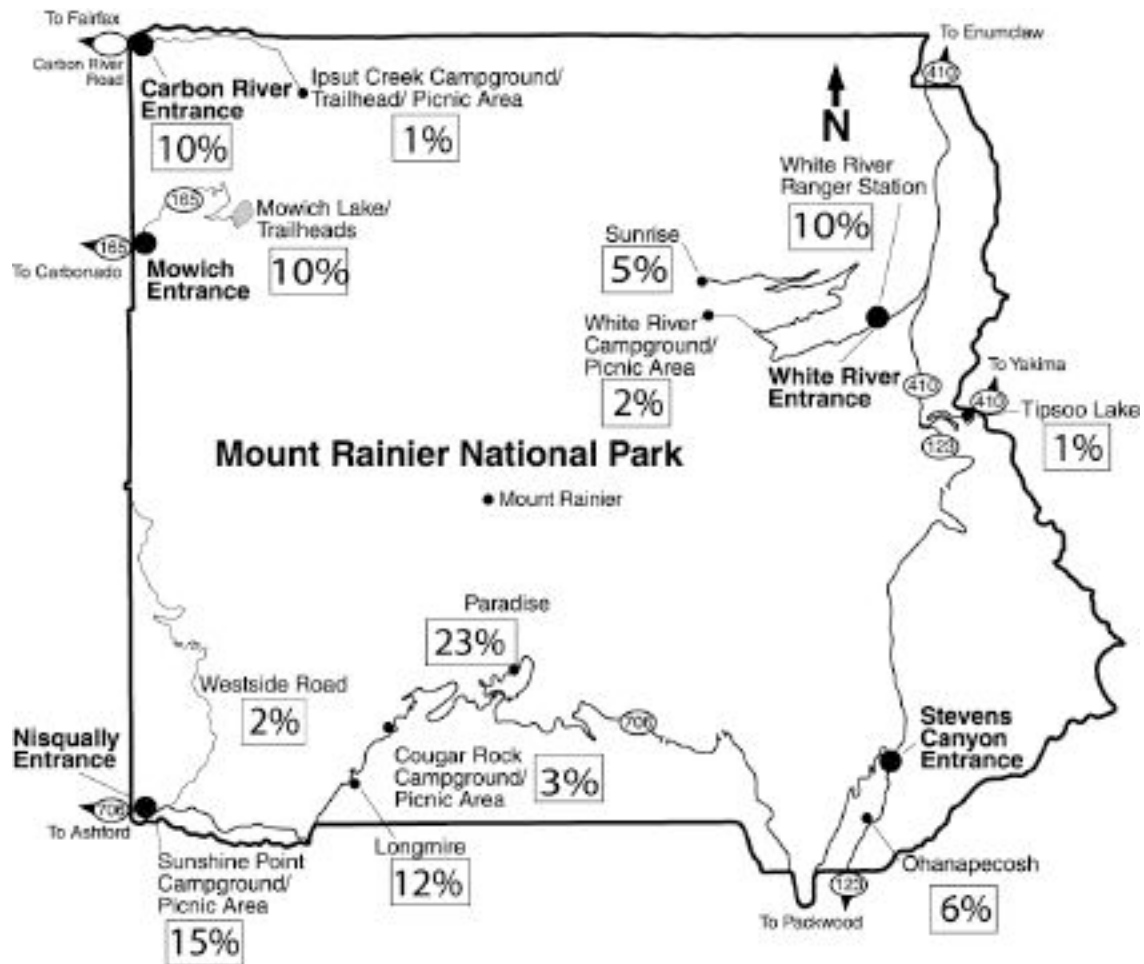 To Fairfax
Carbon River
Road
Carbon River
Entrance
10%
Ipsut Creek Campground/
Trailhead/ Picnic Area
1%
To Enumclaw
410
N
White River
Ranger Station
10%
165
Mowich Lake/
Trailheads
10%
165
To Carbonado
Mowich
Entrance
Sunrise
5%
White River
Campground/
Picnic Area
2%
White River
Entrance
410
To Yakima
410
Tipsoo Lake
1%
123
Mount Rainier National Park
Mount Rainier
Paradise
23%
Westside Road
2%
706
Nisqually
Entrance
706
To Ashford
Cougar Rock
Campground/
Picnic Area
3%
Stevens
Canyon
Entrance
Sunshine Point
Campground/
Picnic Area
15%
Longmire
12%
Ohanapecosh
6%
123
To Packwood